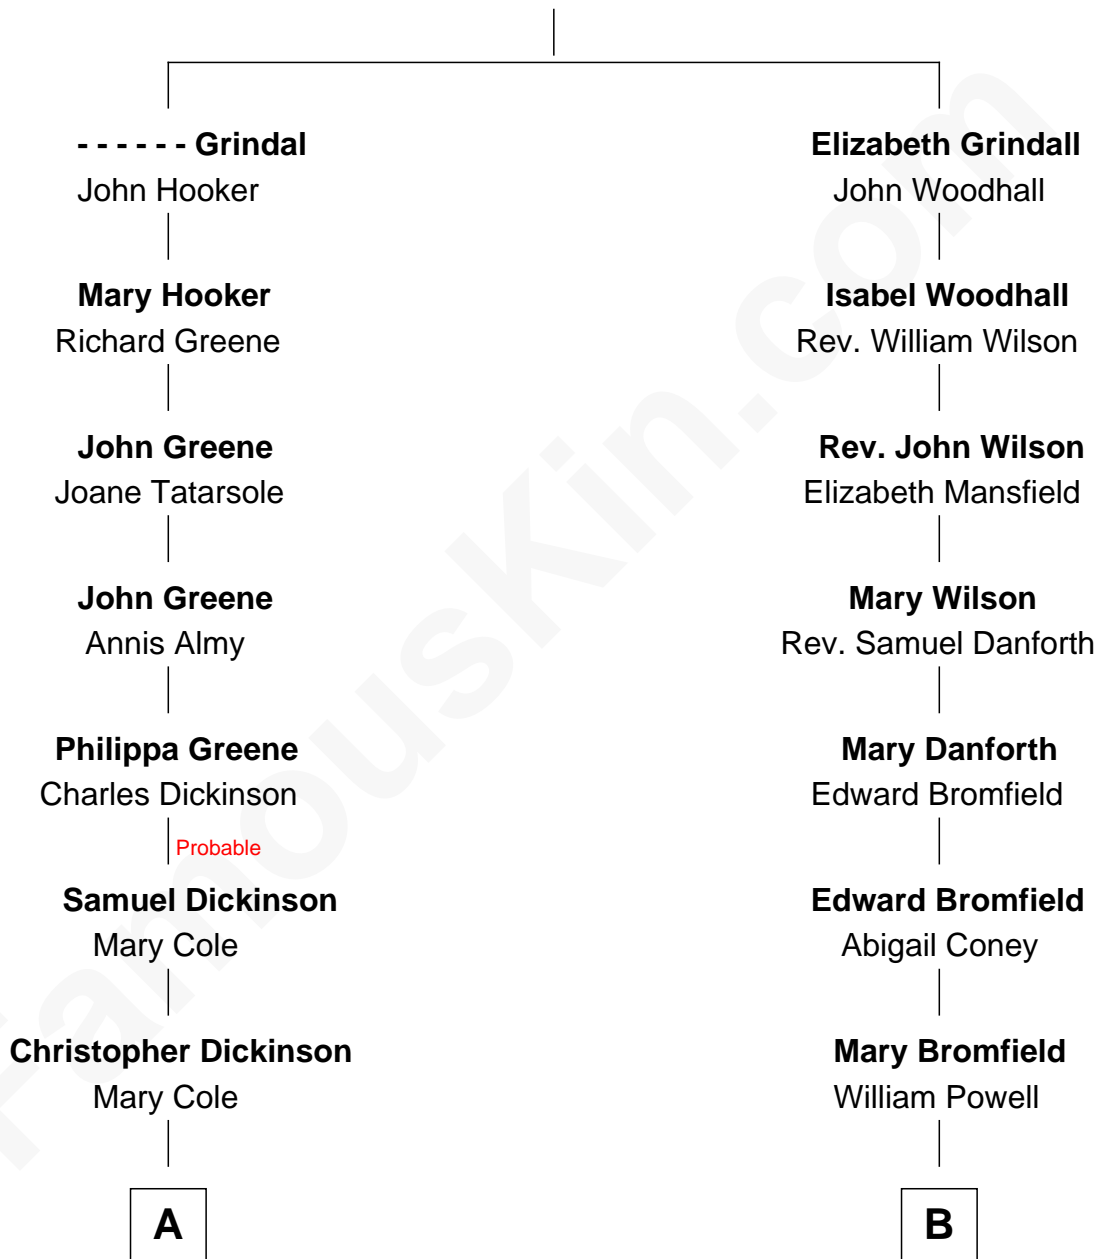 - - - - - - Grindal
John Hooker
Mary Hooker
Richard Greene
John Greene
Joane Tatarsole
John Greene
Annis Almy
Philippa Greene
Charles Dickinson
Probable
Samuel Dickinson
Mary Cole
Christopher Dickinson
Mary Cole
A
Elizabeth Grindall
John Woodhall
Isabel Woodhall
Rev. William Wilson
Rev. John Wilson
Elizabeth Mansfield
Mary Wilson
Rev. Samuel Danforth
Mary Danforth
Edward Bromfield
Edward Bromfield
Abigail Coney
Mary Bromfield
William Powell
B
FamousKin.com